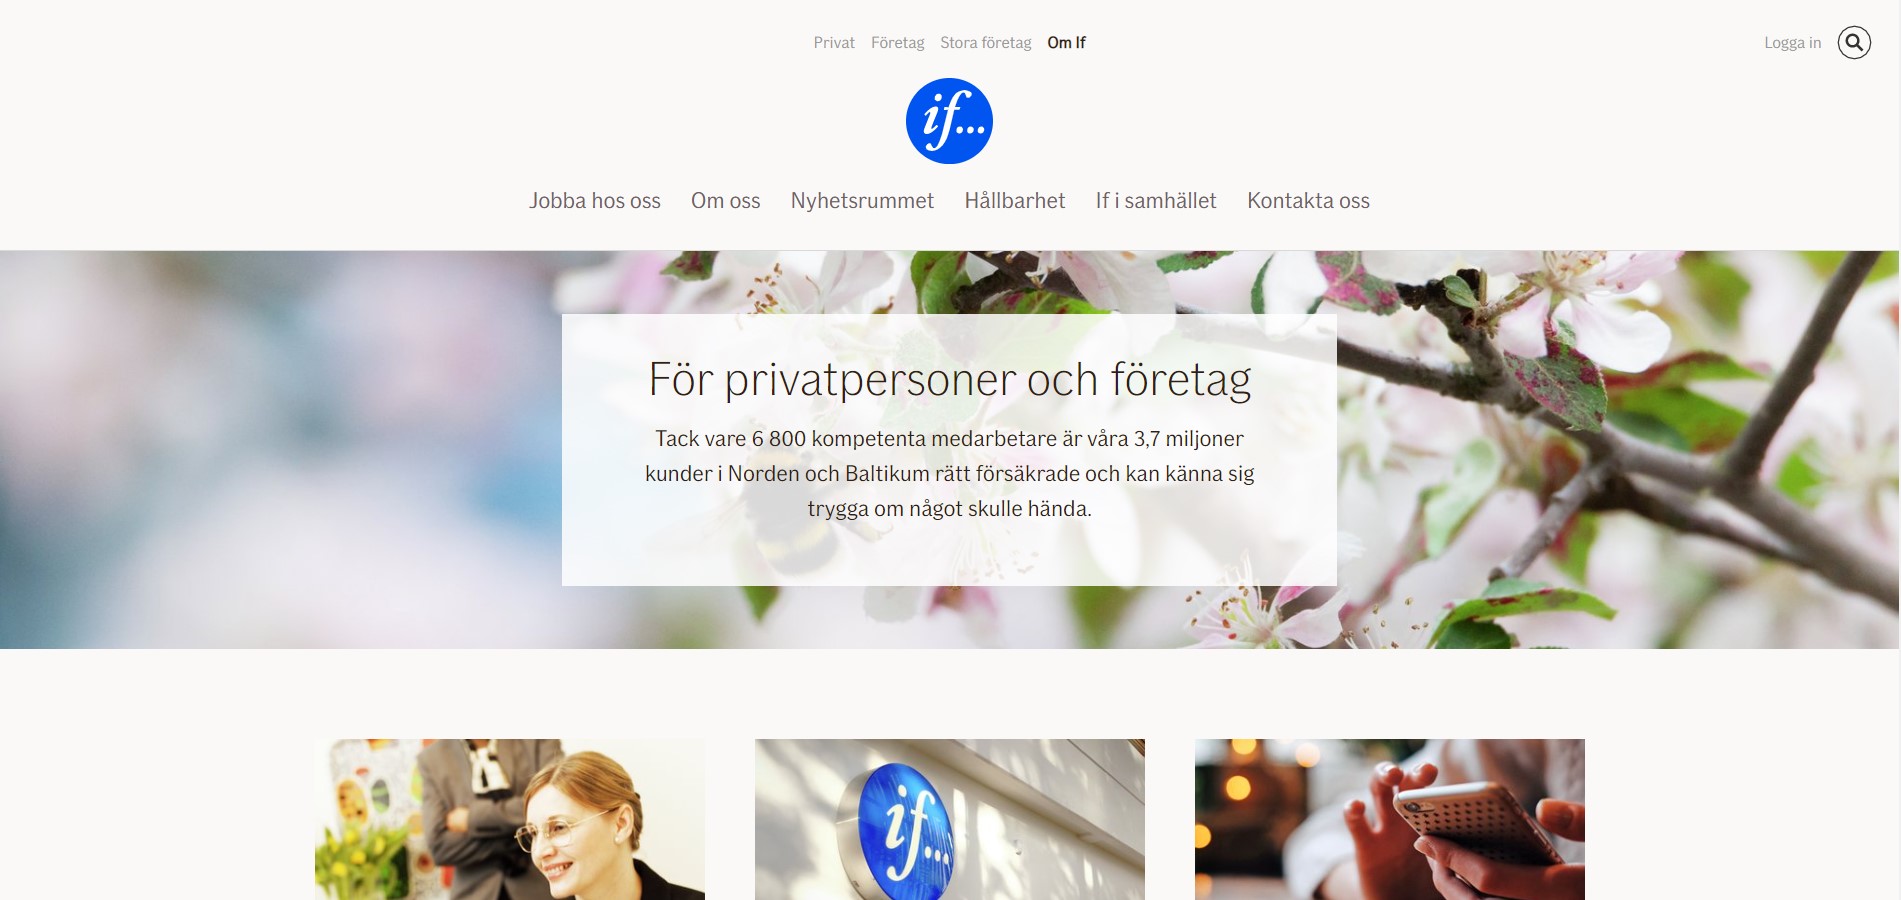 Privat Företag Stora företag Om If
Logga in
if...
Jobba hos oss Om oss Nyhetsrummet Hållbarhet If i samhället Kontakta oss
För privatpersoner och företag
Tack vare 6 800 kompetenta medarbetare är våra 3,7 miljoner
kunder i Norden och Baltikum rätt försäkrade och kan känna sig
trygga om något skulle hända.
if...